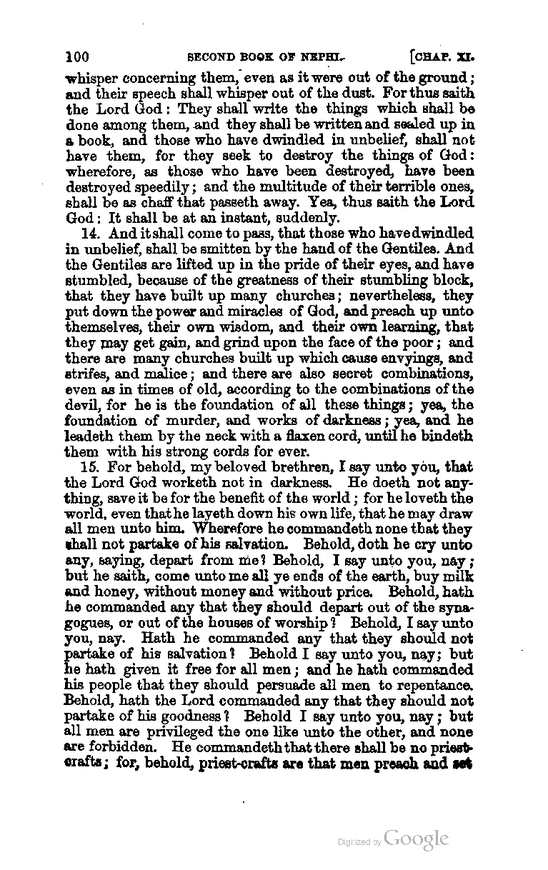 100 SECOND BOOK OF NEPHI. [CHAP. XI.
whisper concerning them, even as it were out of the ground;
and their speech shall whisper out of the dust. For thus saith
the Lord God: They shall write the things which shall be
done among them, and they shall be written and sealed up in
a book, and those who have dwindled in unbelief, shall not
have them, for they seek to destroy the things of God:
wherefore, as those who have been destroyed, have been
destroyed speedily; and the multitude of their terrible ones,
shall be as chaff that passeth away. Yea, thus saith the Lord
God: It shall be at an instant, suddenly.
14. And it shall come to pass, that those who have dwindled
in unbelief, shall be smitten by the hand of the Gentiles. And
the Gentiles are lifted up in the pride of their eyes, and have
stumbled, because of the greatness of their stumbling block,
that they have built up many churches; nevertheless, they
put down the power and miracles of God, and preach up unto
themselves, their own wisdom, and their own learning, that
they may get gain, and grind upon the face of the poor; and
there are many churches built up which cause envyings, and
strifes, and malice; and there are also secret combinations,
even as in times of old, according to the combinations of the
devil, for he is the foundation of all these things; yea, the
foundation of murder, and works of darkness; yea, and he
leadeth them by the neck with a flaxen cord, until he bindeth
them with his strong cords for ever.
15. For behold, my beloved brethren, I say unto you, that
the Lord God worketh not in darkness. He doeth not any-
thing, save it be for the benefit of the world; for he loveth the
world, even that he layeth down his own life, that he may draw
all men unto him. Wherefore he commandeth none that they
shall not partake of his salvation. Behold, doth he cry unto
any, saying, depart from me? Behold, I say unto you, nay;
but he saith, come unto me all ye ends of the earth, buy milk
and honey, without money and without price. Behold, hath
he commanded any that they should depart out of the syna-
gogues, or out of the houses of worship? Behold, I say unto
you, nay. Hath he commanded any that they should not
partake of his salvation? Behold I say unto you, nay; but
he hath given it free for all men; and he hath commanded
his people that they should persuade all men to repentance.
Behold, hath the Lord commanded any that they should not
partake of his goodness? Behold I say unto you, nay; but
all men are privileged the one like unto the other, and none
are forbidden. He commandeth that there shall be no priest-
crafts; for, behold, priest-crafts are that men preach and set
Digitized by Google